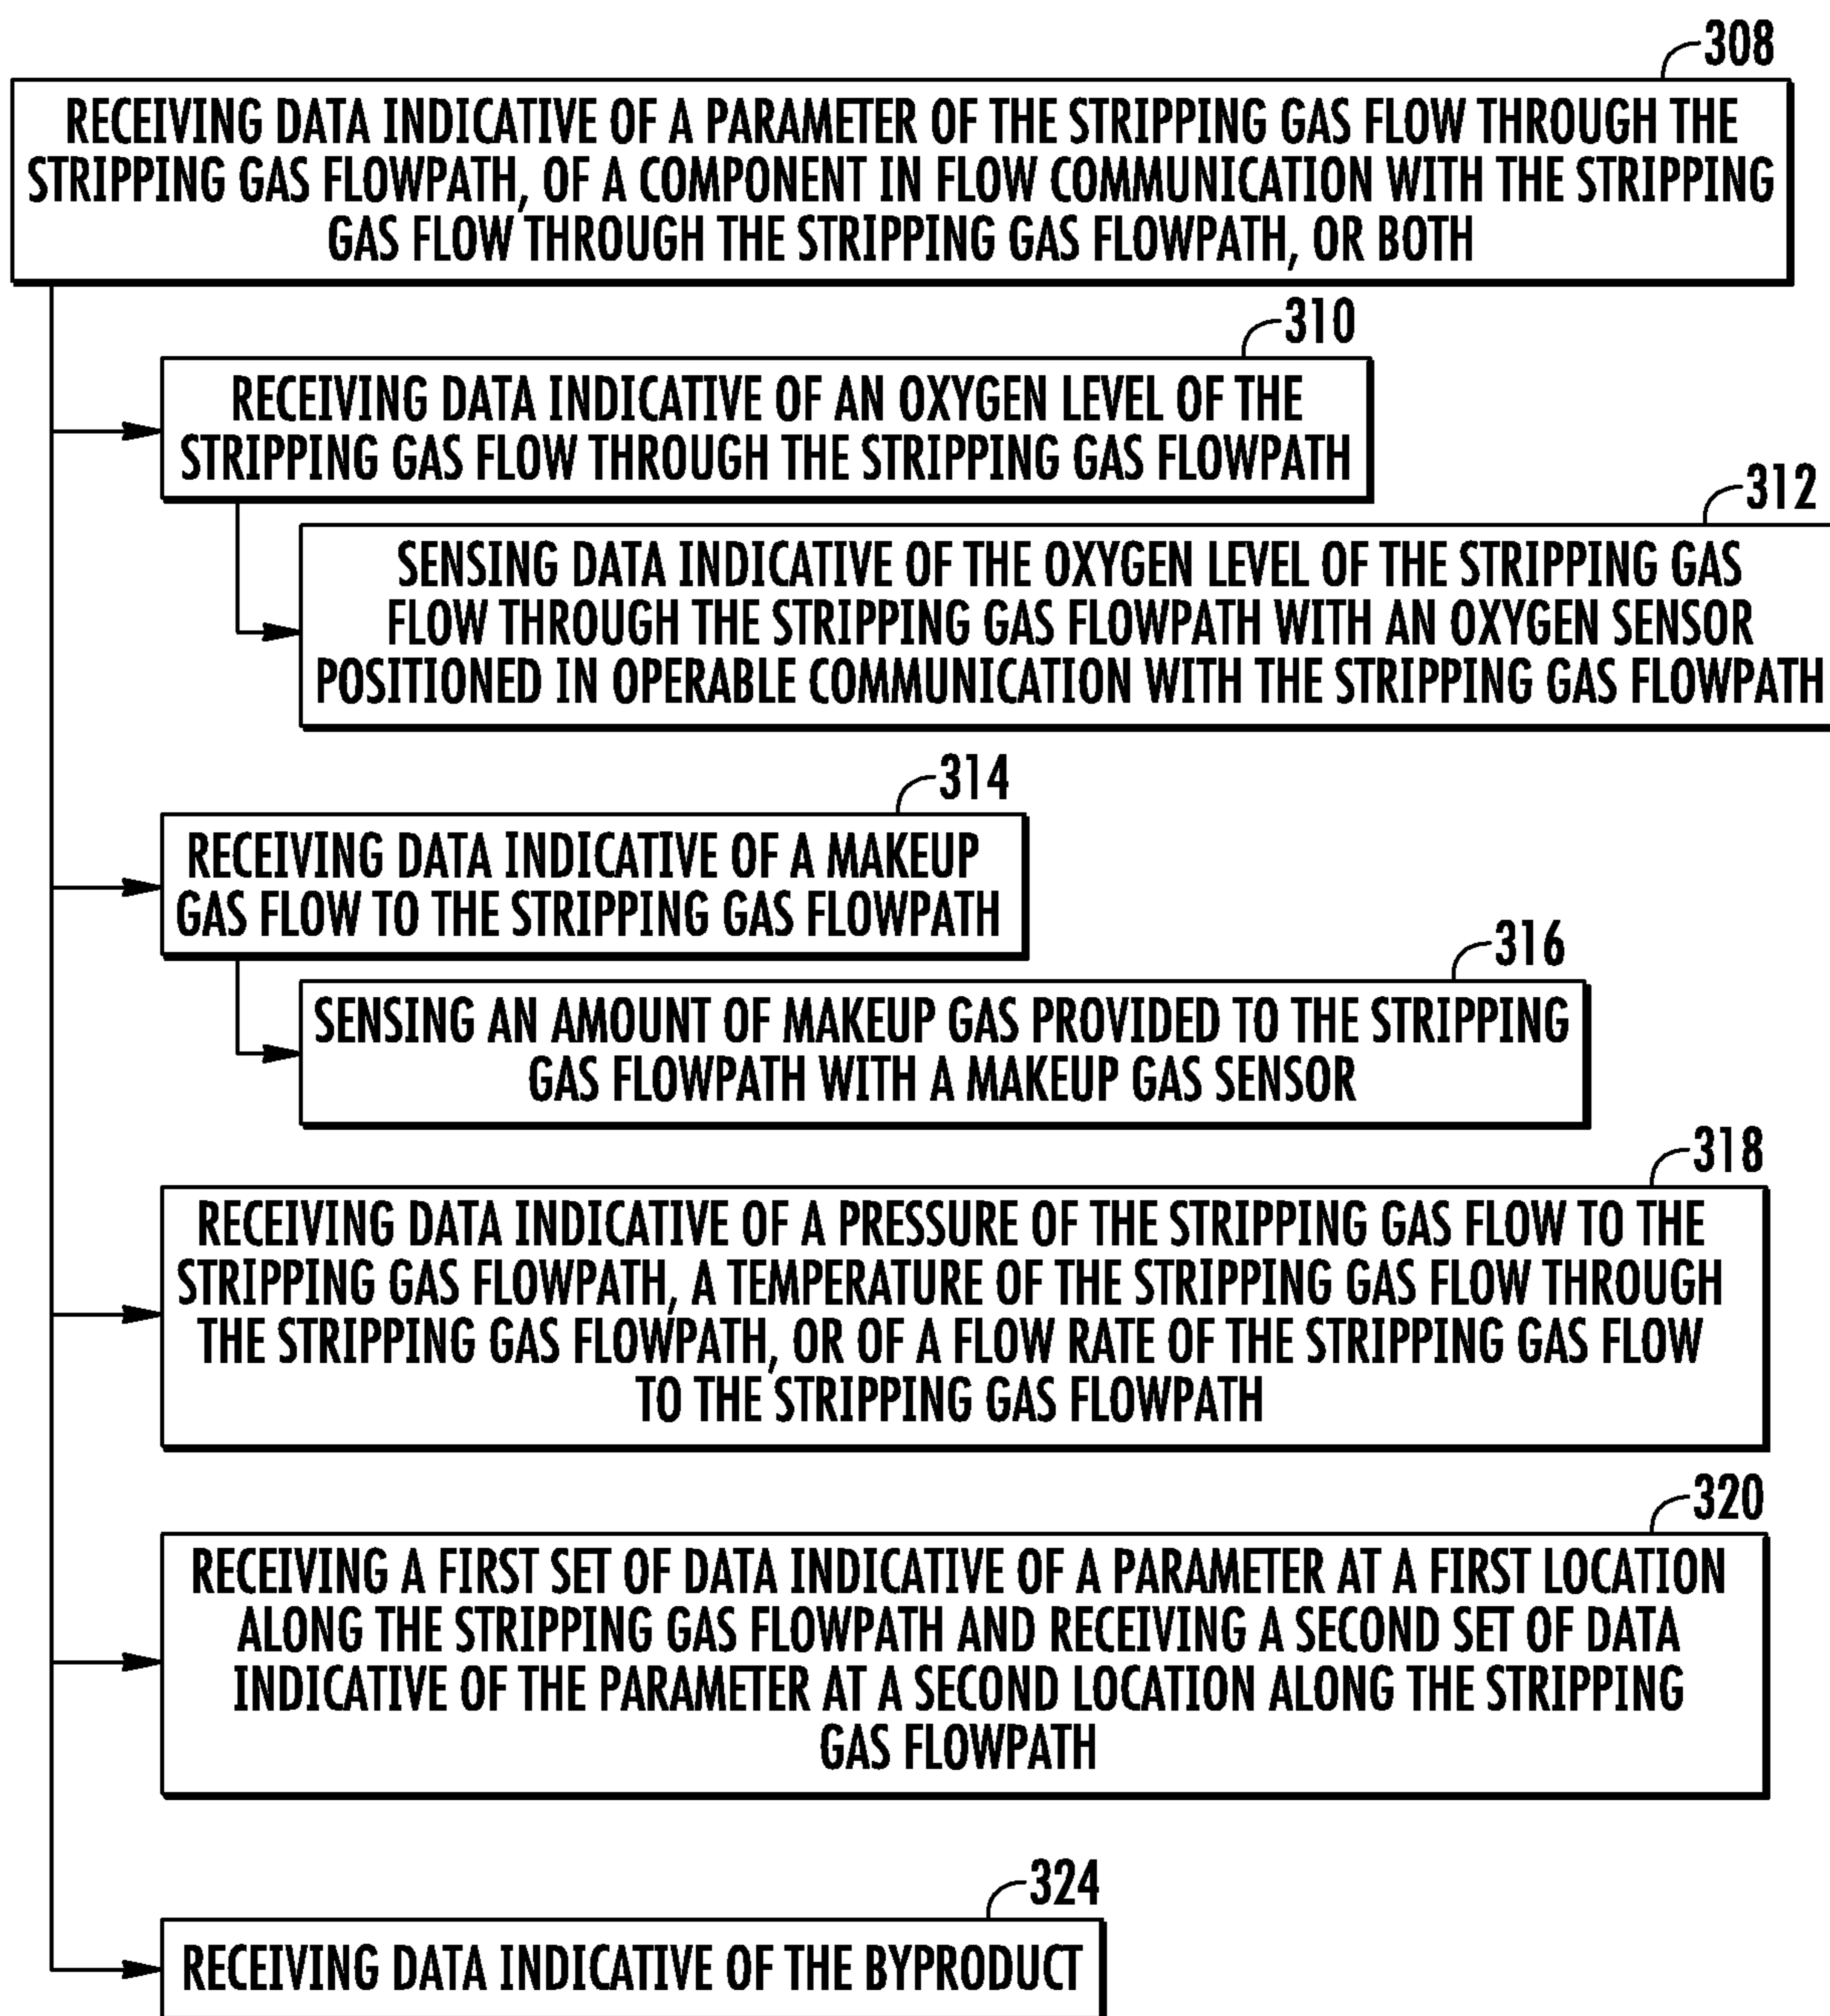 308
RECEIVING DATA INDICATIVE OF A PARAMETER OF THE STRIPPING GAS FLOW THROUGH THE
STRIPPING GAS FLOWPATH, OF A COMPONENT IN FLOW COMMUNICATION WITH THE STRIPPING
GAS FLOW THROUGH THE STRIPPING GAS FLOWPATH, OR BOTH
310
RECEIVING DATA INDICATIVE OF AN OXYGEN LEVEL OF THE
STRIPPING GAS FLOW THROUGH THE STRIPPING GAS FLOWPATH
312
SENSING DATA INDICATIVE OF THE OXYGEN LEVEL OF THE STRIPPING GAS
FLOW THROUGH THE STRIPPING GAS FLOWPATH WITH AN OXYGEN SENSOR
POSITIONED IN OPERABLE COMMUNICATION WITH THE STRIPPING GAS FLOWPATH
314
RECEIVING DATA INDICATIVE OF A MAKEUP
GAS FLOW TO THE STRIPPING GAS FLOWPATH
316
SENSING AN AMOUNT OF MAKEUP GAS PROVIDED TO THE STRIPPING
GAS FLOWPATH WITH A MAKEUP GAS SENSOR
318
RECEIVING DATA INDICATIVE OF A PRESSURE OF THE STRIPPING GAS FLOW TO THE
STRIPPING GAS FLOWPATH, A TEMPERATURE OF THE STRIPPING GAS FLOW THROUGH
THE STRIPPING GAS FLOWPATH, OR OF A FLOW RATE OF THE STRIPPING GAS FLOW
TO THE STRIPPING GAS FLOWPATH
320
RECEIVING A FIRST SET OF DATA INDICATIVE OF A PARAMETER AT A FIRST LOCATION
ALONG THE STRIPPING GAS FLOWPATH AND RECEIVING A SECOND SET OF DATA
INDICATIVE OF THE PARAMETER AT A SECOND LOCATION ALONG THE STRIPPING
GAS FLOWPATH
324
RECEIVING DATA INDICATIVE OF THE BYPRODUCT